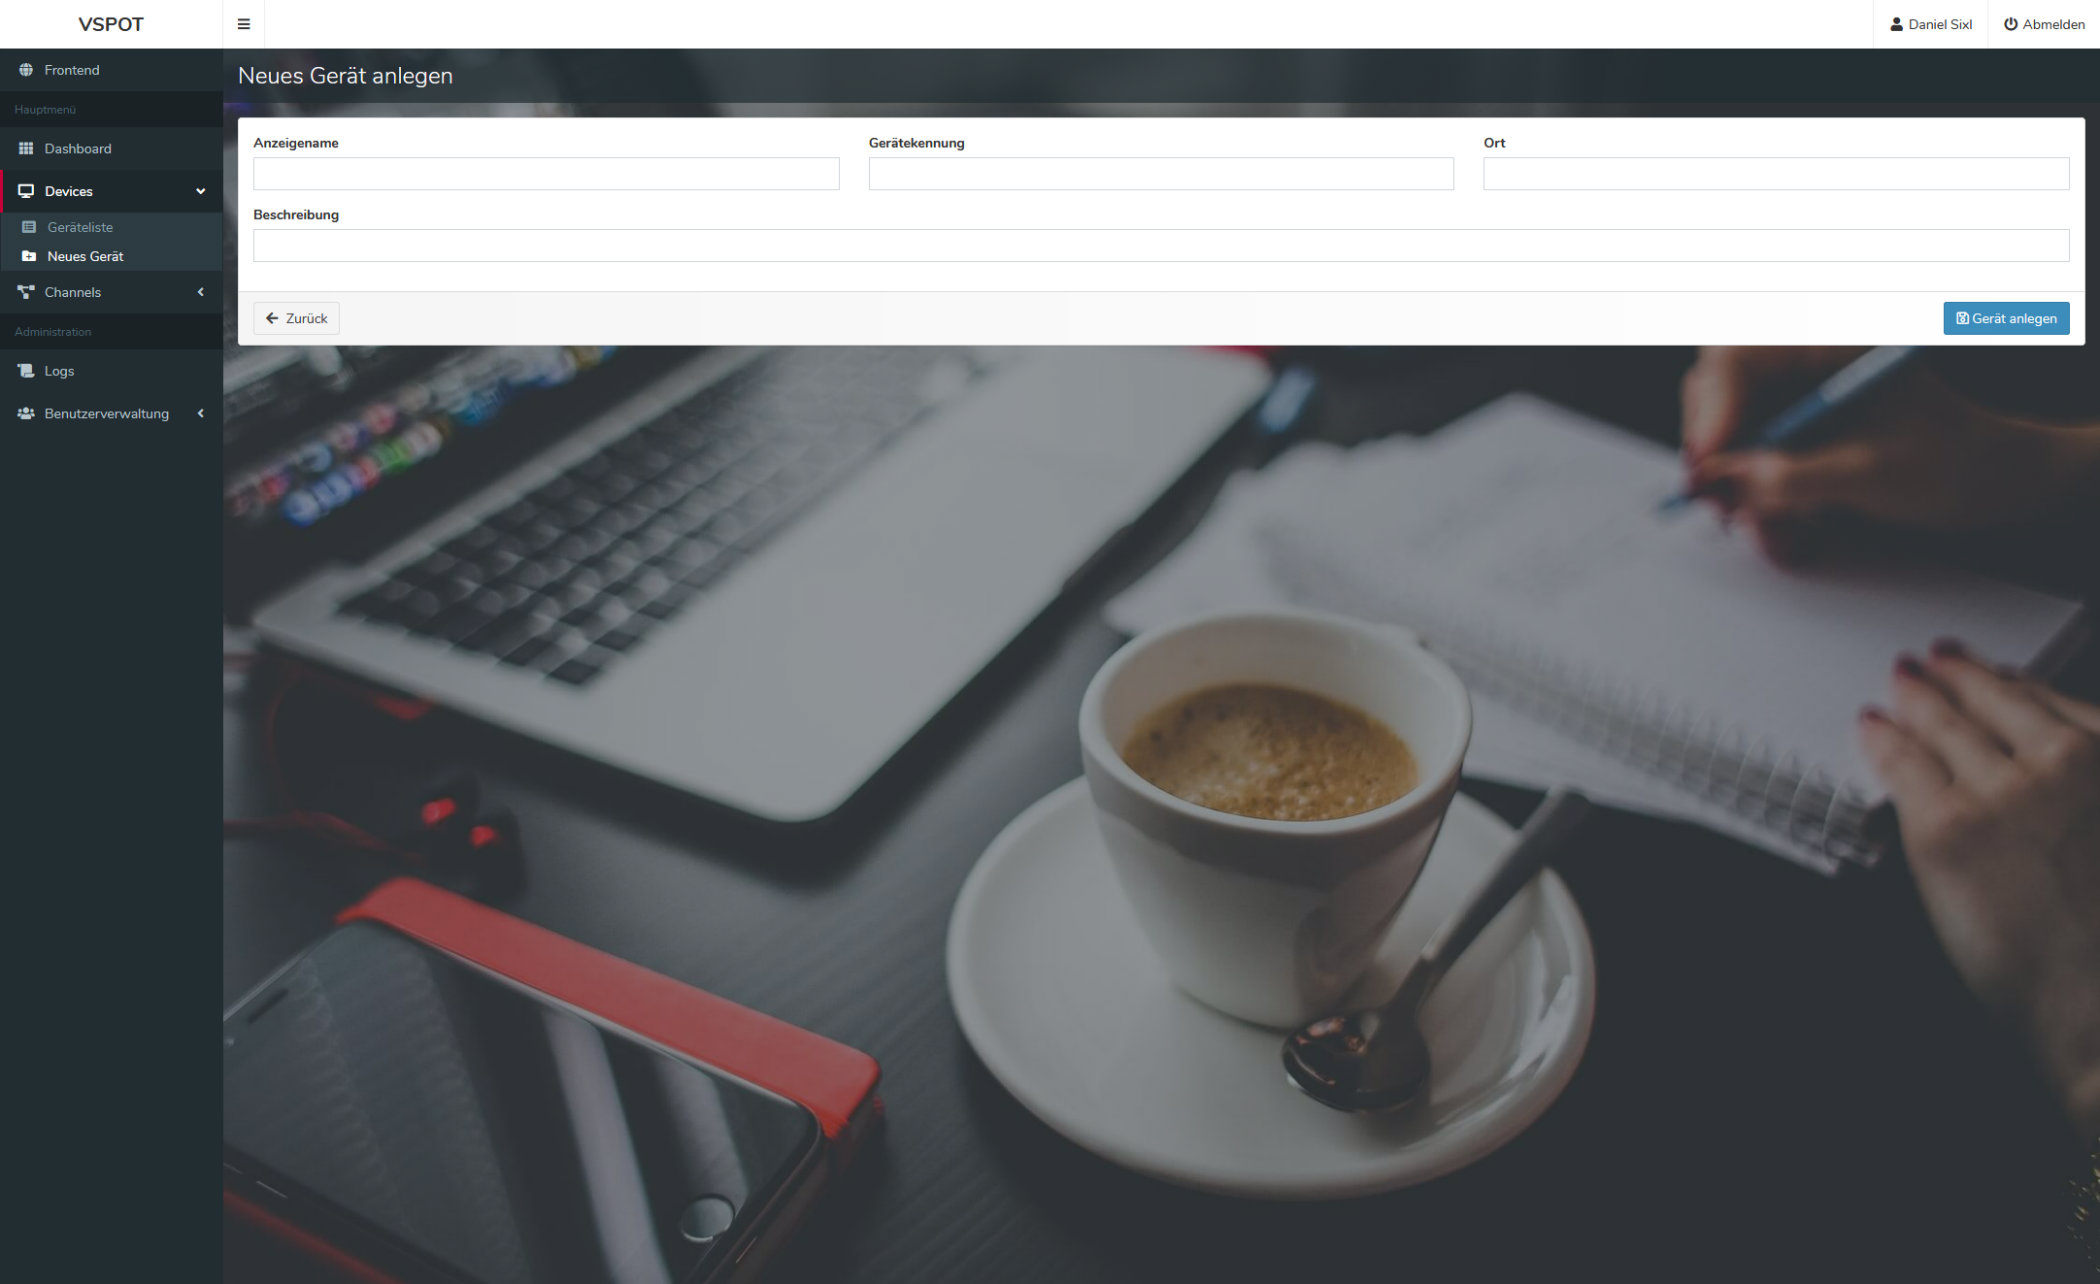 VSPOT
Daniel Sixl
Abmelden
Frontend
Hauptmenü
Dashboard
Devices
Geräteliste
Neues Gerät
Channels
Administration
Logs
Benutzerverwaltung
Neues Gerät anlegen
Anzeigename
Gerätekennung
Ort
Beschreibung
Zurück
Gerät anlegen